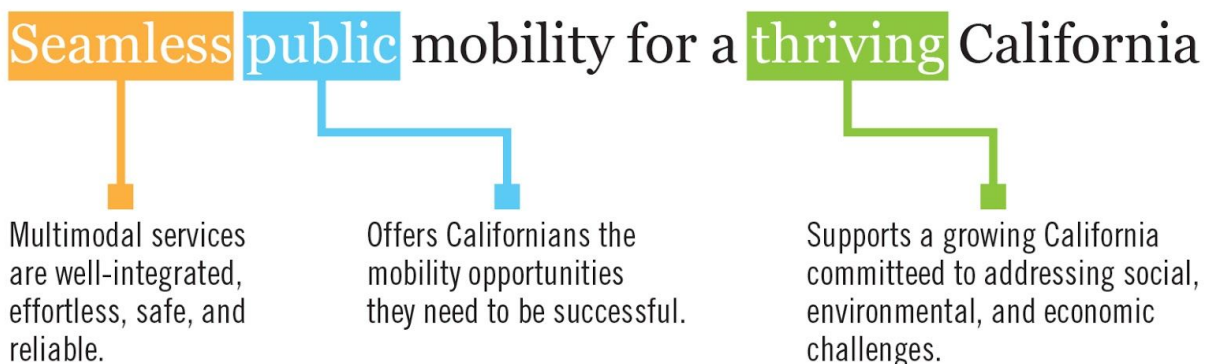 Seamless public mobility for a thriving California
Multimodal services
are well-integrated,
effortless, safe, and
reliable.
Offers Californians the
mobility opportunities
they need to be successful.
Supports a growing California
commiteed to addressing social,
environmental, and economic
challenges.